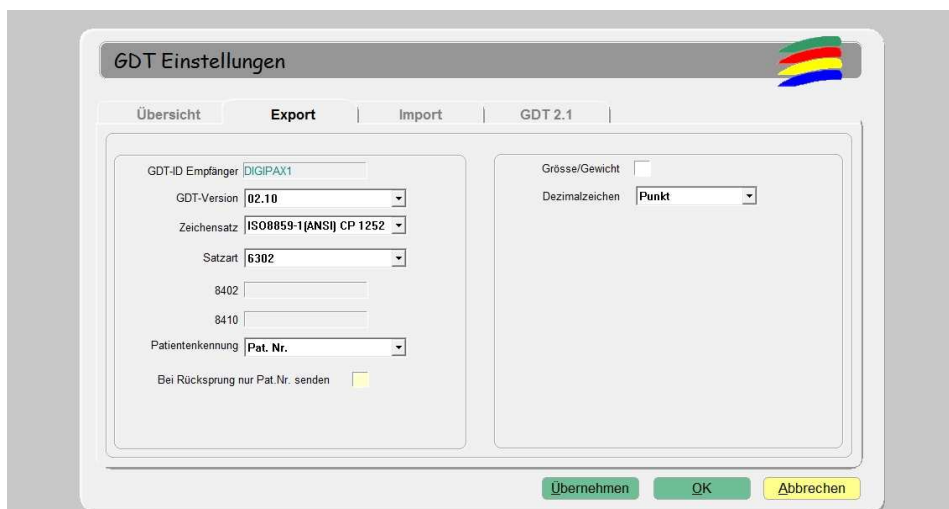 GDT Einstellungen
Übersicht Export Import GDT 2.1
GDT-ID Empfänger DIGIPAX1
GDT-Version 02.10
Zeichensatz ISO8859-1(ANSI) CP 1252
Satzart 6302
8402
8410
Patientenkennung Pat. Nr.
Bei Rücksprung nur Pat.Nr. senden
Grösse/Gewicht
Dezimalzeichen Punkt
Übernehmen OK Abbrechen